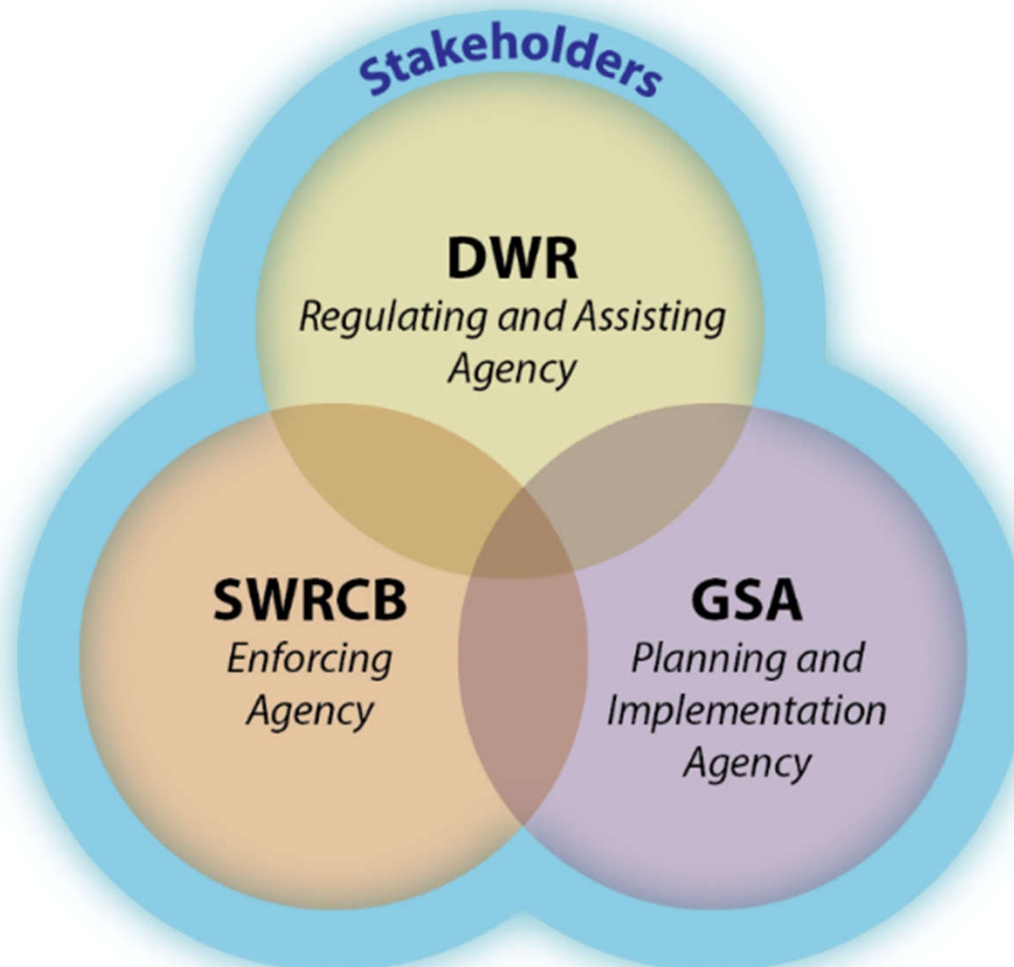 Stakeholders
DWR
Regulating and Assisting
Agency
SWRCB
Enforcing
Agency
GSA
Planning and
Implementation
Agency